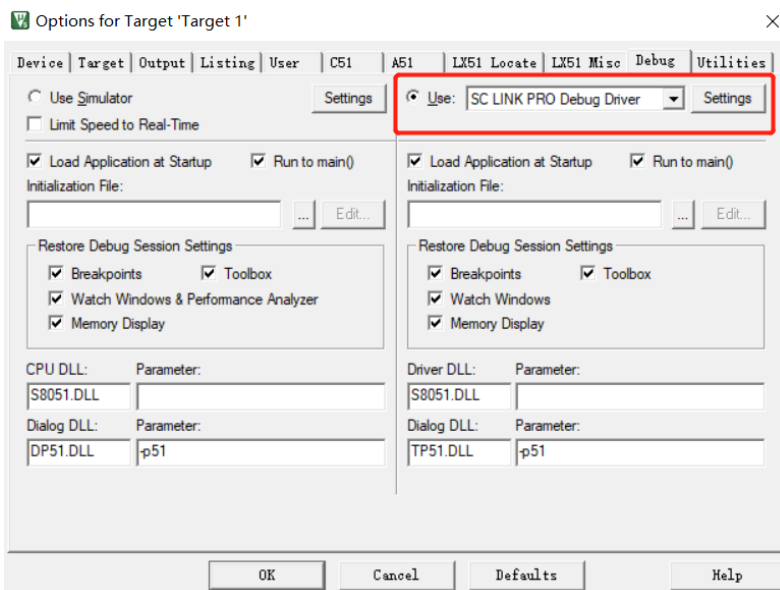 Options for Target 'Target 1'
Device Target Output Listing User C51 A51 LX51 Locate LX51 Misc Debug Utilities
Use Simulator Settings Use: SC LINK PRO Debug Driver Settings
Limit Speed to Real-Time
Load Application at Startup Run to main() Load Application at Startup Run to main()
Initialization File: Initialization File:
... Edit... ... Edit...
Restore Debug Session Settings Restore Debug Session Settings
Breakpoints Toolbox Breakpoints Toolbox
Watch Windows & Performance Analyzer Watch Windows
Memory Display Memory Display
CPU DLL: Parameter: Driver DLL: Parameter:
S8051.DLL S8051.DLL
Dialog DLL: Parameter: Dialog DLL: Parameter:
DP51.DLL -p51 TP51.DLL -p51
OK Cancel Defaults Help